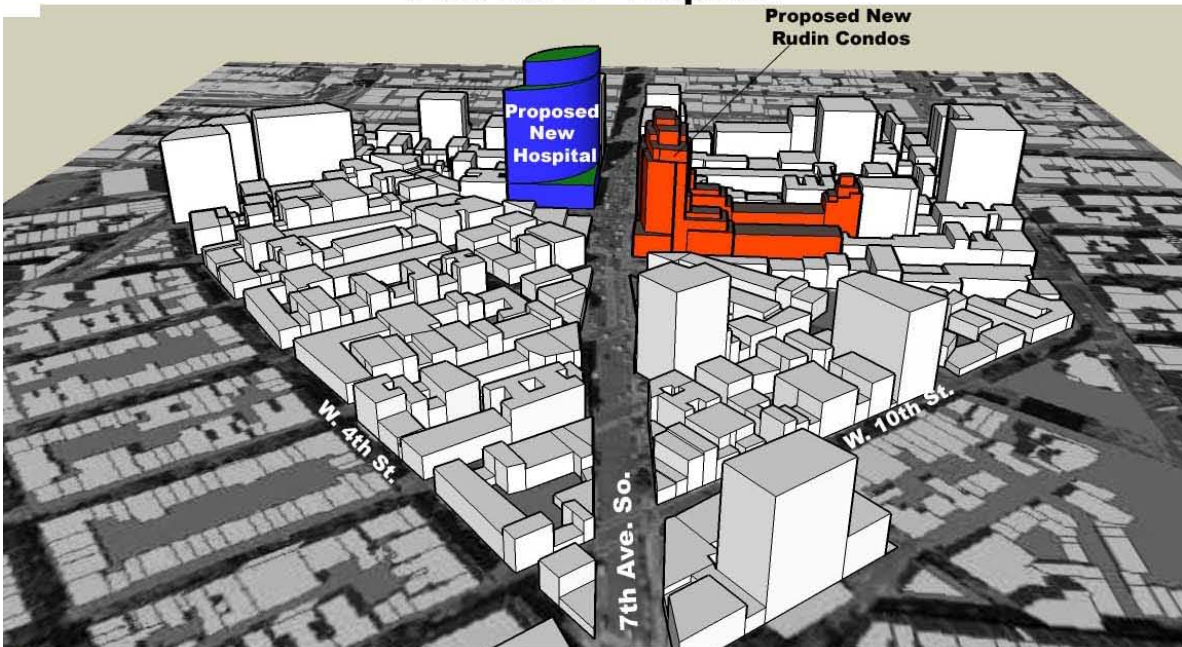 Proposed New
Rudin Condos
Proposed
New
Hospital
W. 4th St.
W. 10th St.
7th Ave. So.